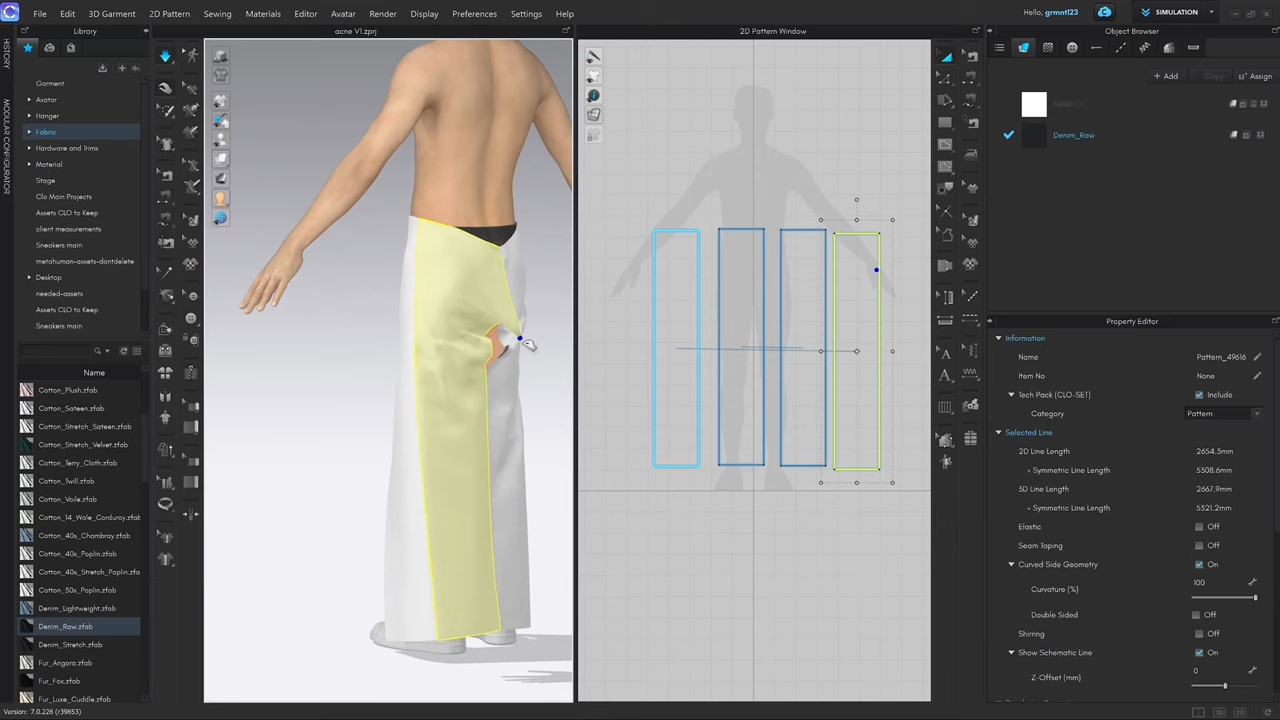 File Edit 3D Garment 2D Pattern Sewing Materials Editor Avatar Render Display Preferences Settings Help
Hello, grmnt123
SIMULATION
Library
acne V1.zprj
2D Pattern Window
Object Browser
HISTORY
MODULAR CONFIGURATOR
Garment
Avatar
Hanger
Fabric
Hardware and Trims
Material
Stage
Clo Main Projects
Assets CLO to Keep
client measurements
Sneakers main
metahuman-assets-dontdelete
Desktop
needed-assets
Assets CLO to Keep
Sneakers main
Name
Cotton_Plush.zfab
Cotton_Sateen.zfab
Cotton_Stretch_Sateen.zfab
Cotton_Stretch_Velvet.zfab
Cotton_Terry_Cloth.zfab
Cotton_Twill.zfab
Cotton_Voile.zfab
Cotton_14_Wale_Corduroy.zfab
Cotton_40s_Chambray.zfab
Cotton_40s_Poplin.zfab
Cotton_40s_Stretch_Poplin.zfa
Cotton_50s_Poplin.zfab
Denim_Lightweight.zfab
Denim_Raw.zfab
Denim_Stretch.zfab
Fur_Angora.zfab
Fur_Fox.zfab
Fur_Luxe_Cuddle.zfab
Version: 7.0.228 (r39853)
+ Add Copy Assign
FABRIC 1
Denim_Raw
Property Editor
Information
Name Pattern_49616
Item No None
Tech Pack (CLO-SET) Include
Category Pattern
Selected Line
2D Line Length 2654.3mm
Symmetric Line Length 5308.6mm
3D Line Length 2667.9mm
Symmetric Line Length 5321.2mm
Elastic Off
Seam Taping Off
Curved Side Geometry On
Curvature (%) 100
Double Sided Off
Shirring Off
Show Schematic Line On
Z-Offset (mm) 0
3D 2D